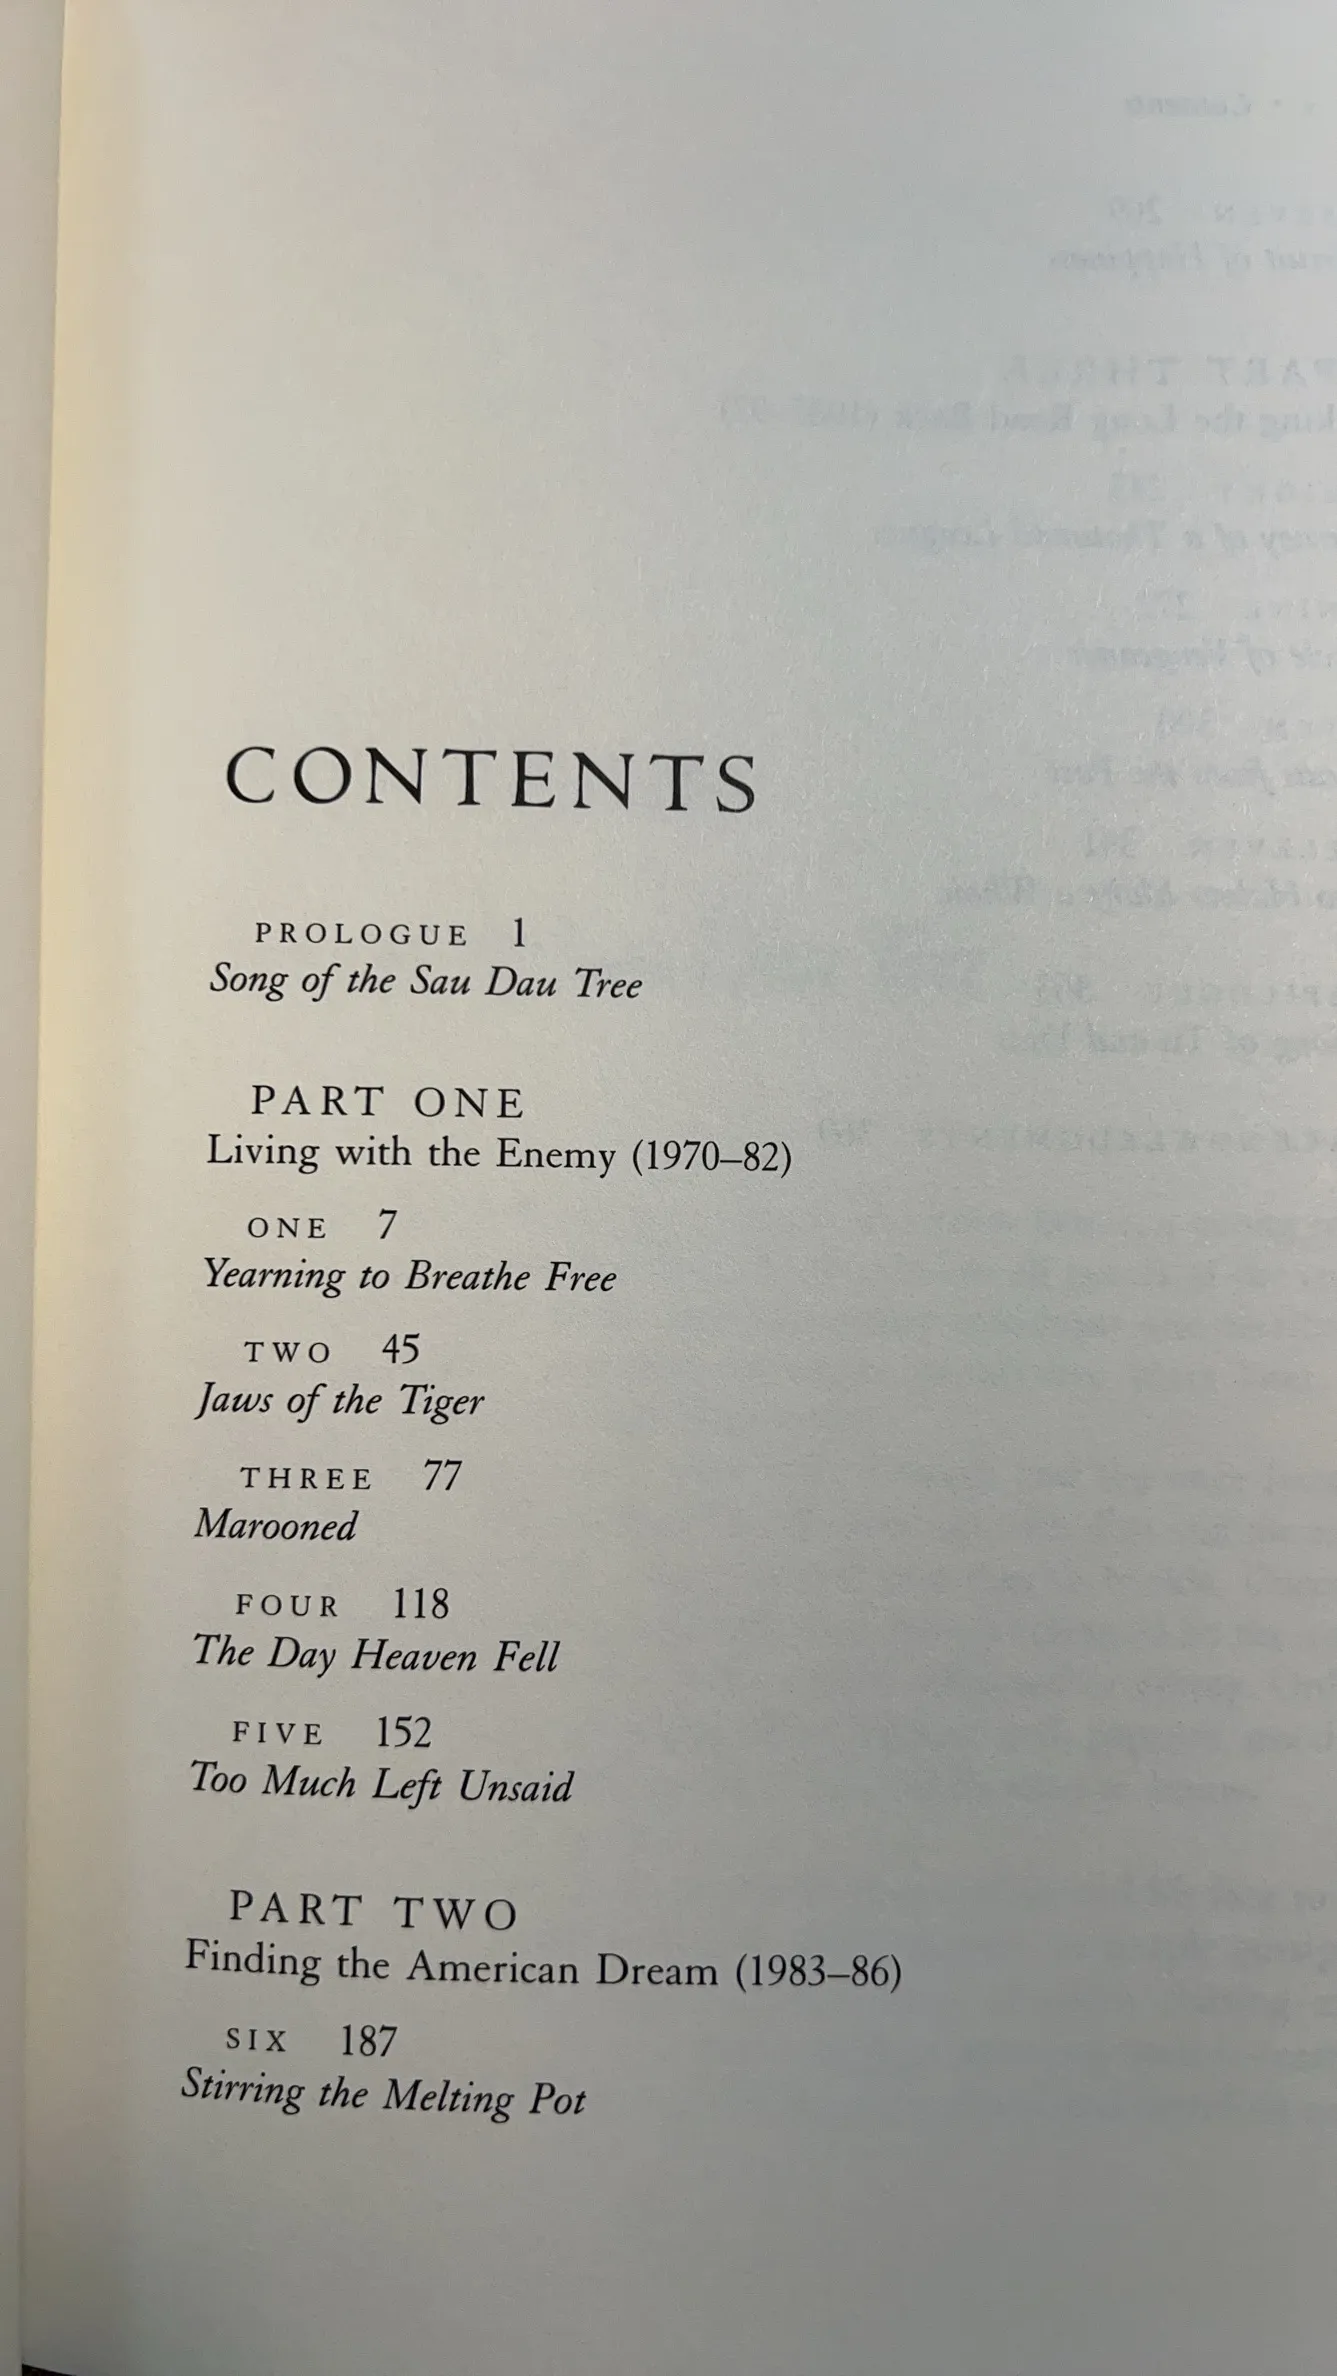 CONTENTS
PROLOGUE 1
Song of the Sau Dau Tree
PART ONE
Living with the Enemy (1970–82)
ONE 7
Yearning to Breathe Free
TWO 45
Jaws of the Tiger
THREE 77
Marooned
FOUR 118
The Day Heaven Fell
FIVE 152
Too Much Left Unsaid
PART TWO
Finding the American Dream (1983–86)
SIX 187
Stirring the Melting Pot